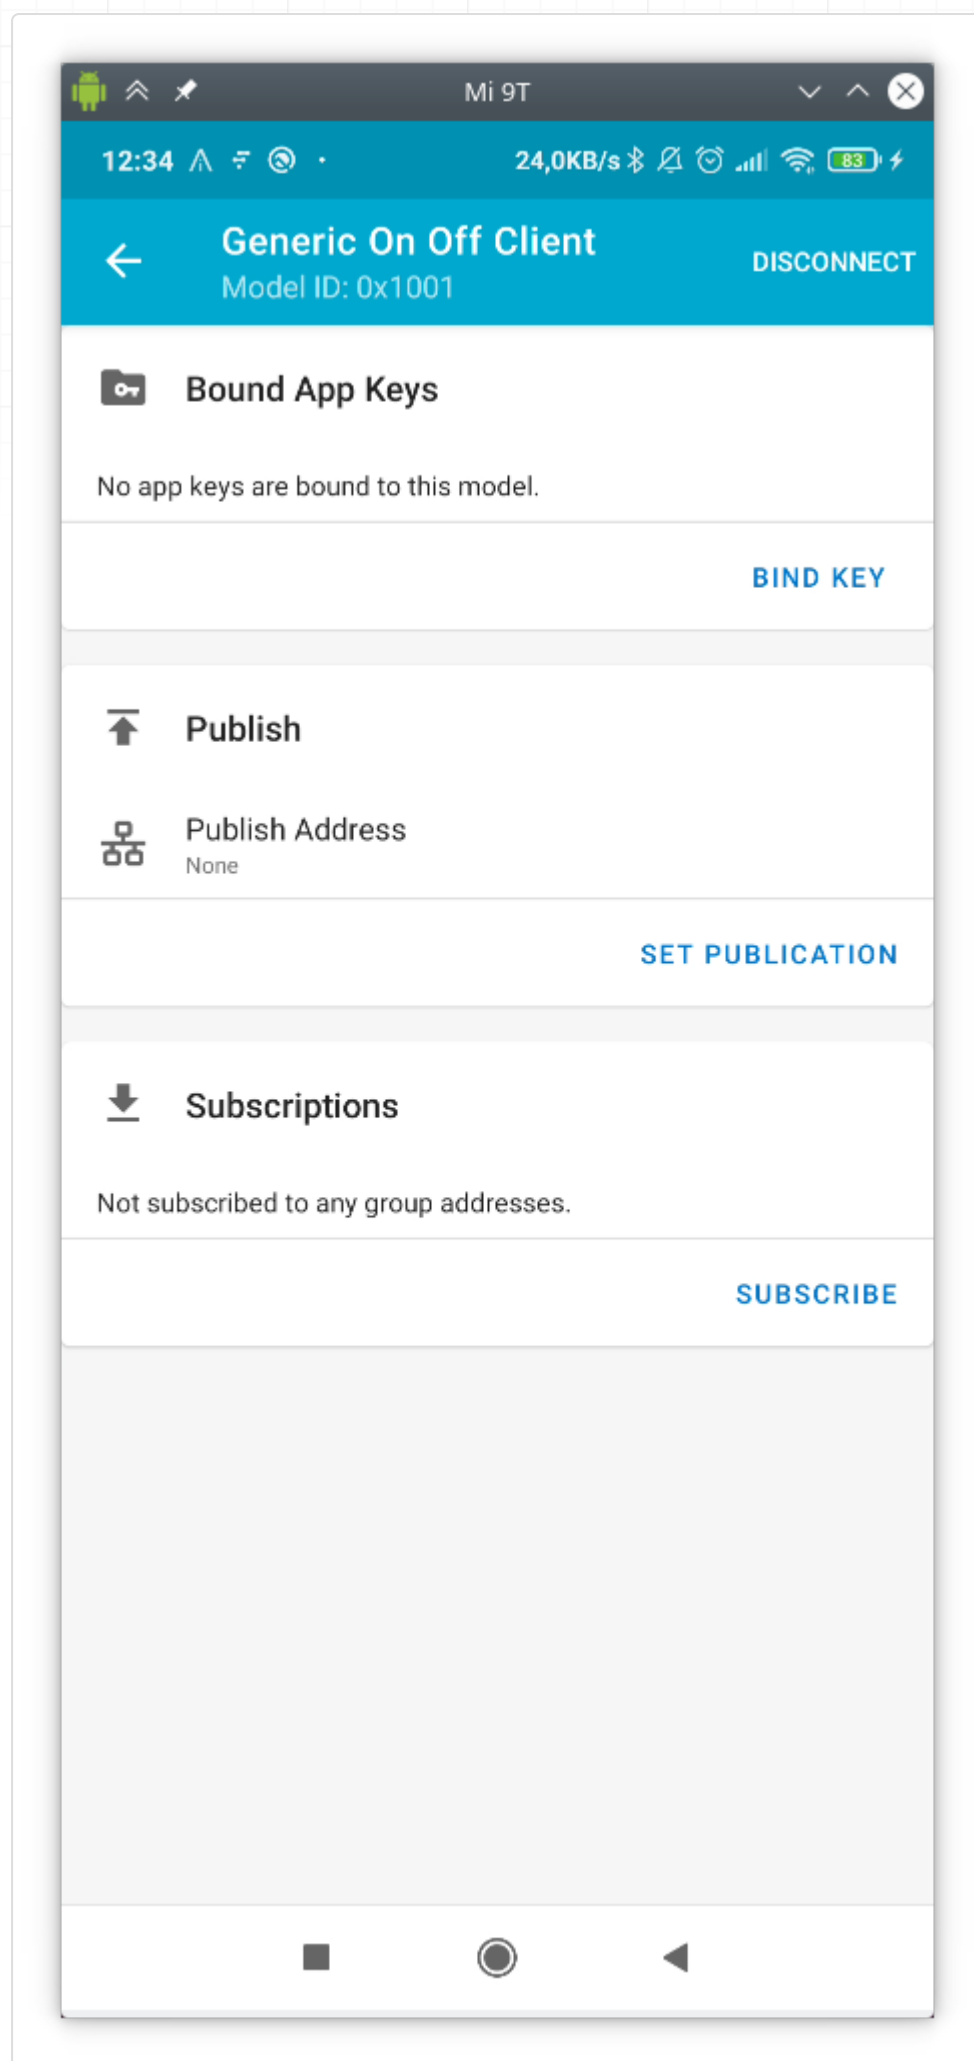 Mi 9T
12:34 24,0KB/s 83
Generic On Off Client
Model ID: 0x1001
DISCONNECT
Bound App Keys
No app keys are bound to this model.
BIND KEY
Publish
Publish Address
None
SET PUBLICATION
Subscriptions
Not subscribed to any group addresses.
SUBSCRIBE